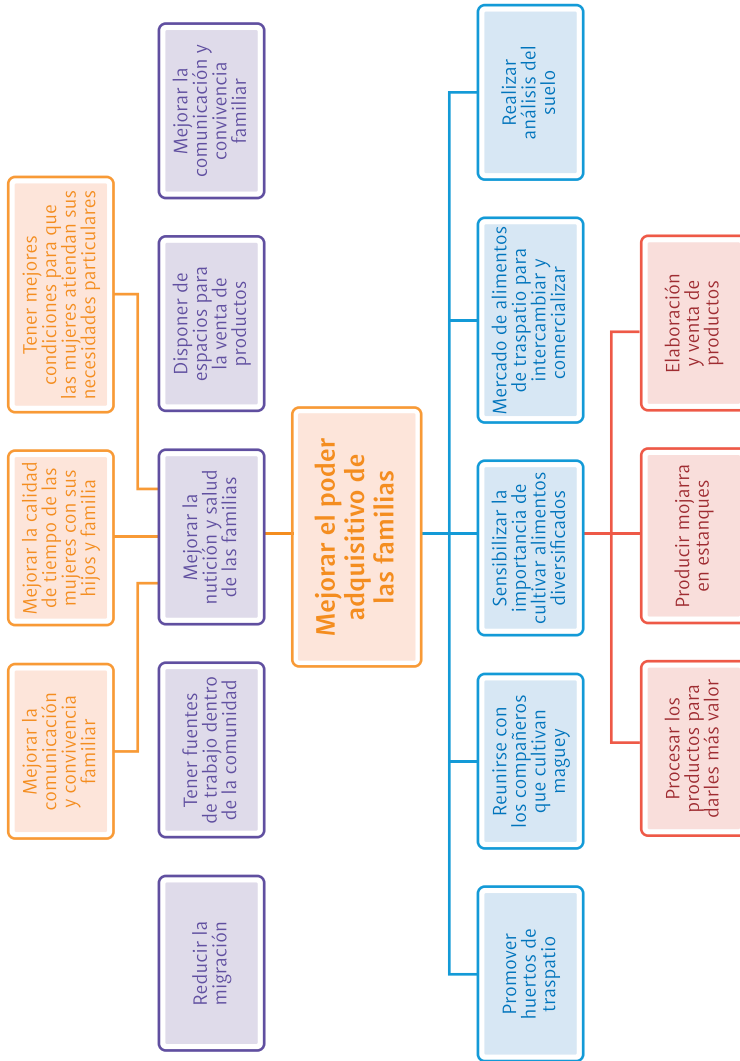 Mejorar la
comunicación
y convivencia
familiar
Mejorar la calidad
de tiempo de las
mujeres con sus
hijos y familia
Tener mejores
condiciones para que
las mujeres atiendan sus
necesidades particulares
Reducir la
migración
Tener fuentes
de trabajo dentro
de la comunidad
Mejorar la
nutición y salud
de las familias
Disponer de
espacios para
la venta de
productos
Mejorar la
comunicación y
convivencia
familiar
Mejorar el poder
adquisitivo de
las familias
Promover
huertos de
traspatio
Reunirse con
los compañeros
que cultivan
maguey
Sensibilizar la
importancia de
cultivar alimentos
diversificados
Mercado de alimentos
de traspatio para
intercambiar y
comercializar
Realizar
análisis del
suelo
Procesar los
productos para
darles más valor
Producir mojarra
en estanques
Elaboración
y venta de
productos